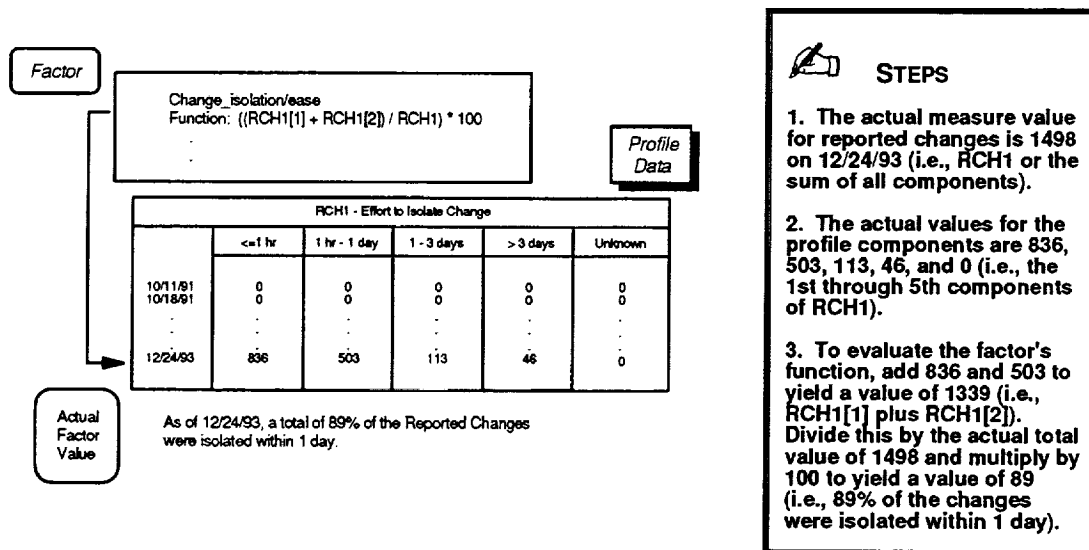 Factor
Change_isolation/ease
Function: ((RCH1[1] + RCH1[2]) / RCH1) * 100
.
.
Profile
Data
RCH1 - Effort to Isolate Change
<=1 hr 1 hr - 1 day 1 - 3 days > 3 days Unknown
10/11/91 0 0 0 0 0
10/18/91 0 0 0 0 0
. . . . . .
. . . . . .
. . . . . .
12/24/93 836 503 113 46 0
Actual
Factor
Value
As of 12/24/93, a total of 89% of the Reported Changes
were isolated within 1 day.
STEPS
1. The actual measure value
for reported changes is 1498
on 12/24/93 (i.e., RCH1 or the
sum of all components).
2. The actual values for the
profile components are 836,
503, 113, 46, and 0 (i.e., the
1st through 5th components
of RCH1).
3. To evaluate the factor's
function, add 836 and 503 to
yield a value of 1339 (i.e.,
RCH1[1] plus RCH1[2]).
Divide this by the actual total
value of 1498 and multiply by
100 to yield a value of 89
(i.e., 89% of the changes
were isolated within 1 day).